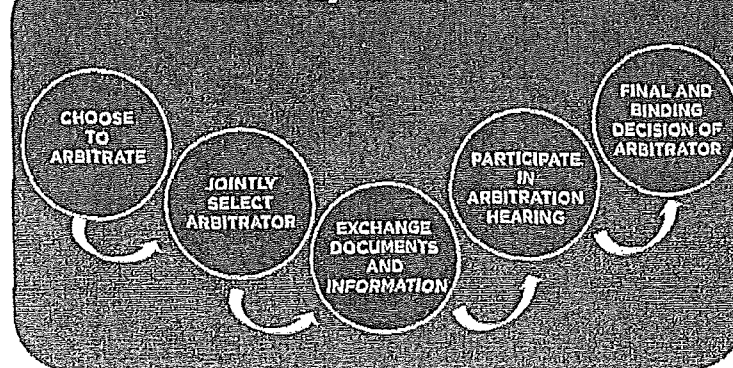 CHOOSE
TO
ARBITRATE
JOINTLY
SELECT
ARBITRATOR
EXCHANGE
DOCUMENTS
AND
INFORMATION
PARTICIPATE
IN
ARBITRATION
HEARING
FINAL AND
BINDING
DECISION OF
ARBITRATOR